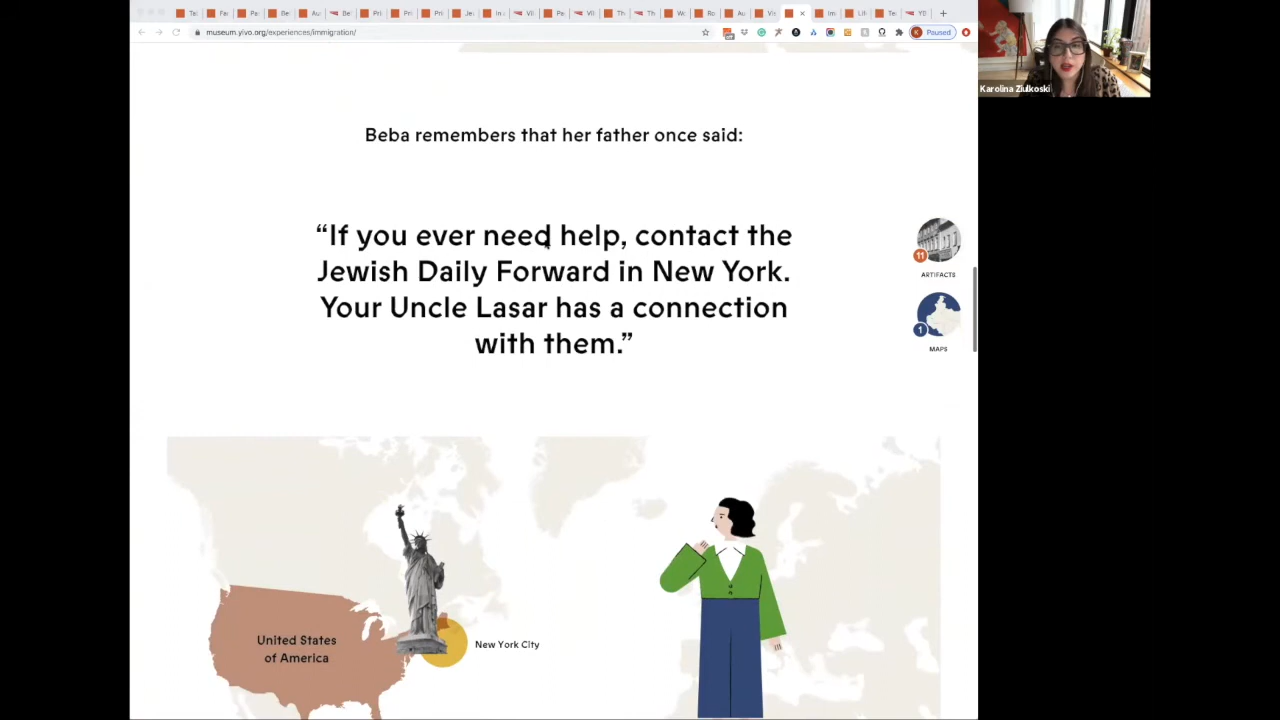 museum.yivo.org/experiences/immigration/
Paused
Karolina Ziulkoski
Beba remembers that her father once said:
“If you ever need help, contact the
Jewish Daily Forward in New York.
Your Uncle Lasar has a connection
with them.”
11
ARTIFACTS
1
MAPS
United States
of America
New York City